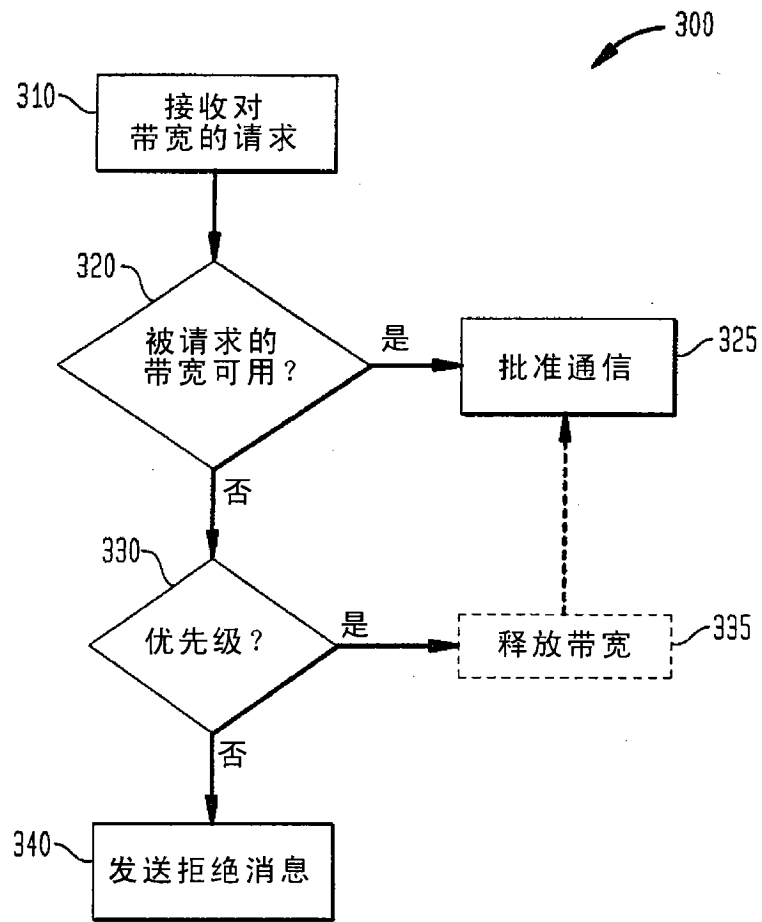 300
310
接收对
带宽的请求
320
被请求的
带宽可用？
是
批准通信
325
否
330
优先级？
是
释放带宽
335
否
340
发送拒绝消息